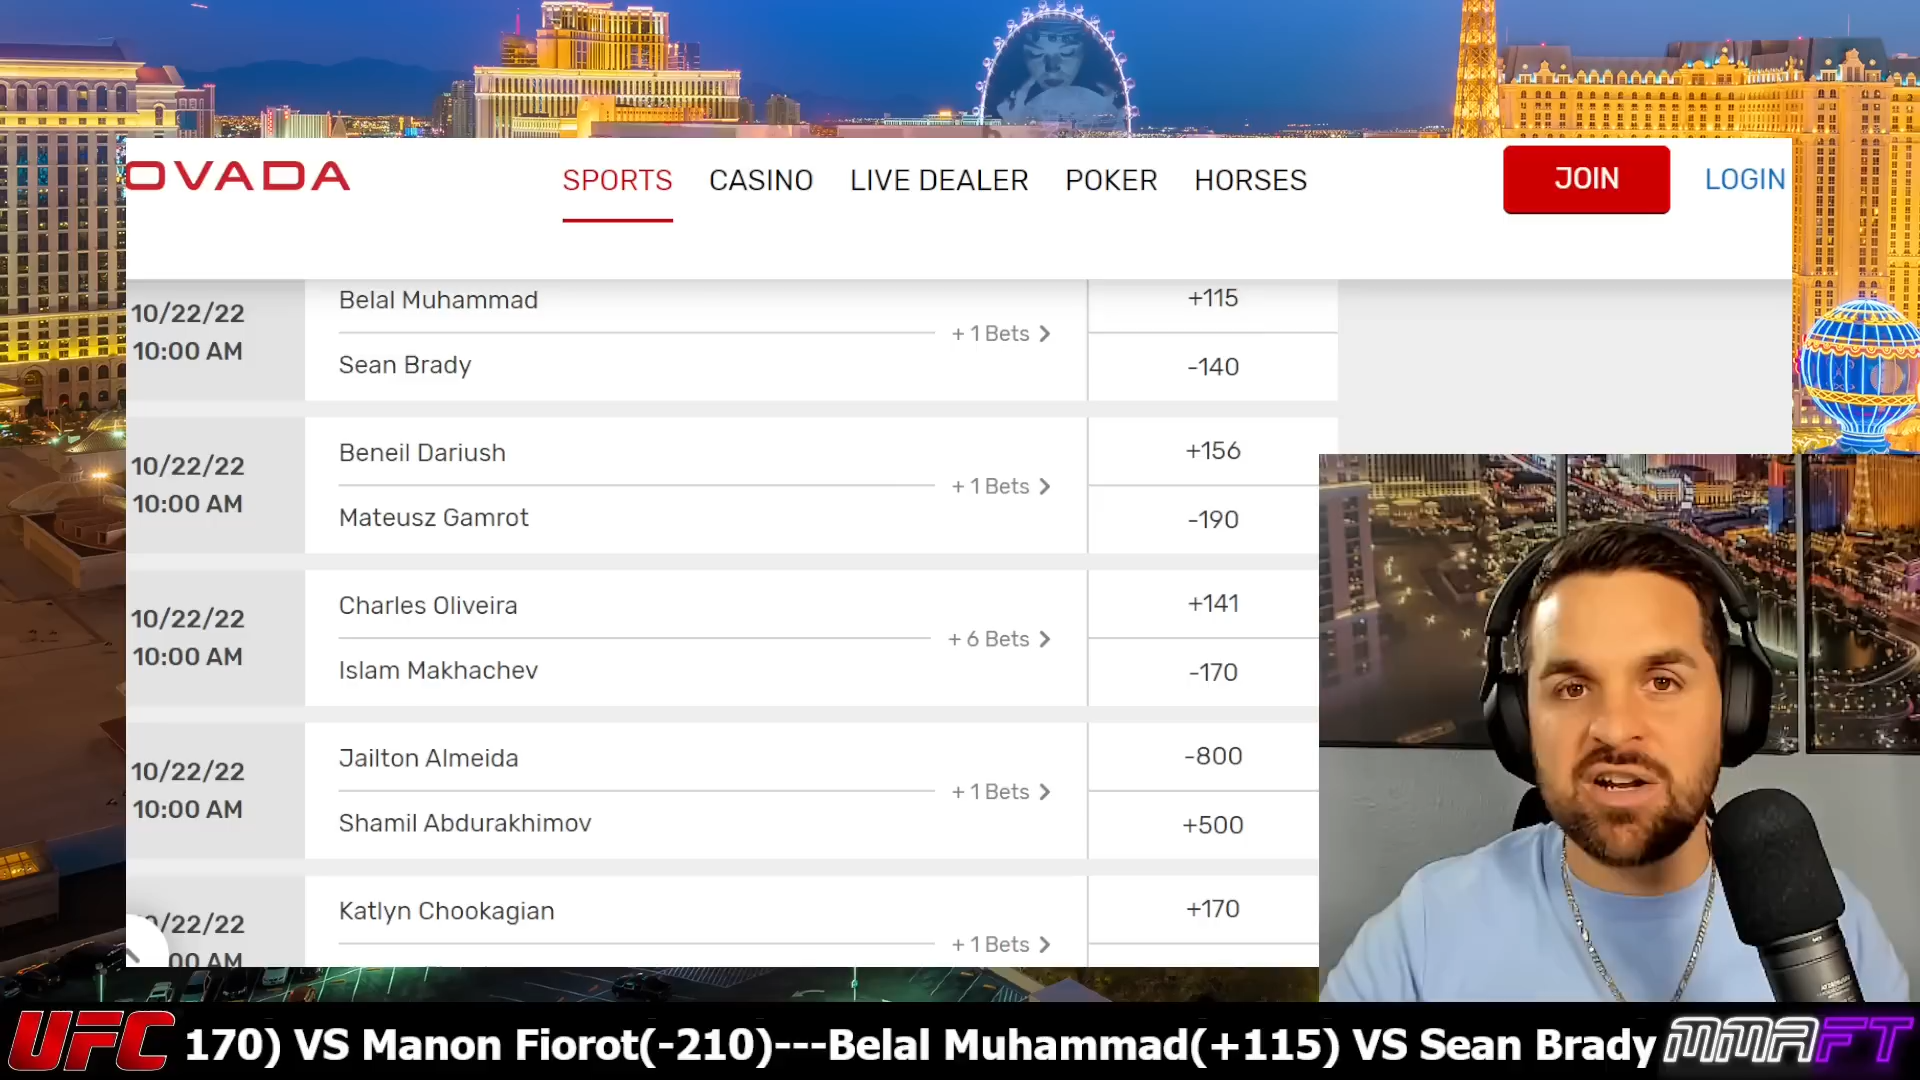 OVADA
SPORTS CASINO LIVE DEALER POKER HORSES
JOIN LOGIN
10/22/22
10:00 AM
Belal Muhammad
+115
+ 1 Bets
Sean Brady
-140
10/22/22
10:00 AM
Beneil Dariush
+156
+ 1 Bets
Mateusz Gamrot
-190
10/22/22
10:00 AM
Charles Oliveira
+141
+ 6 Bets
Islam Makhachev
-170
10/22/22
10:00 AM
Jailton Almeida
-800
+ 1 Bets
Shamil Abdurakhimov
+500
/22/22
00 AM
Katlyn Chookagian
+170
+ 1 Bets
UFC 170) VS Manon Fiorot(-210)---Belal Muhammad(+115) VS Sean Brady MMAFT